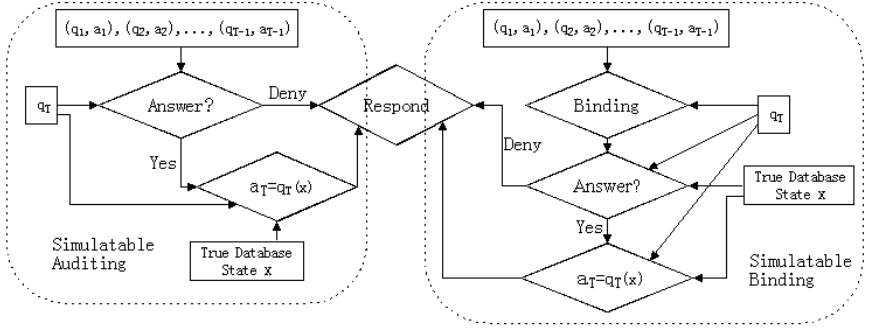 (q1, a1), (q2, a2), ..., (qT-1, aT-1)
qT
Answer?
Deny
Yes
aT=qT(x)
True Database
State x
Simulatable
Auditing
Respond
(q1, a1), (q2, a2), ..., (qT-1, aT-1)
Binding
qT
Deny
Answer?
True Database
State x
Yes
aT=qT(x)
Simulatable
Binding